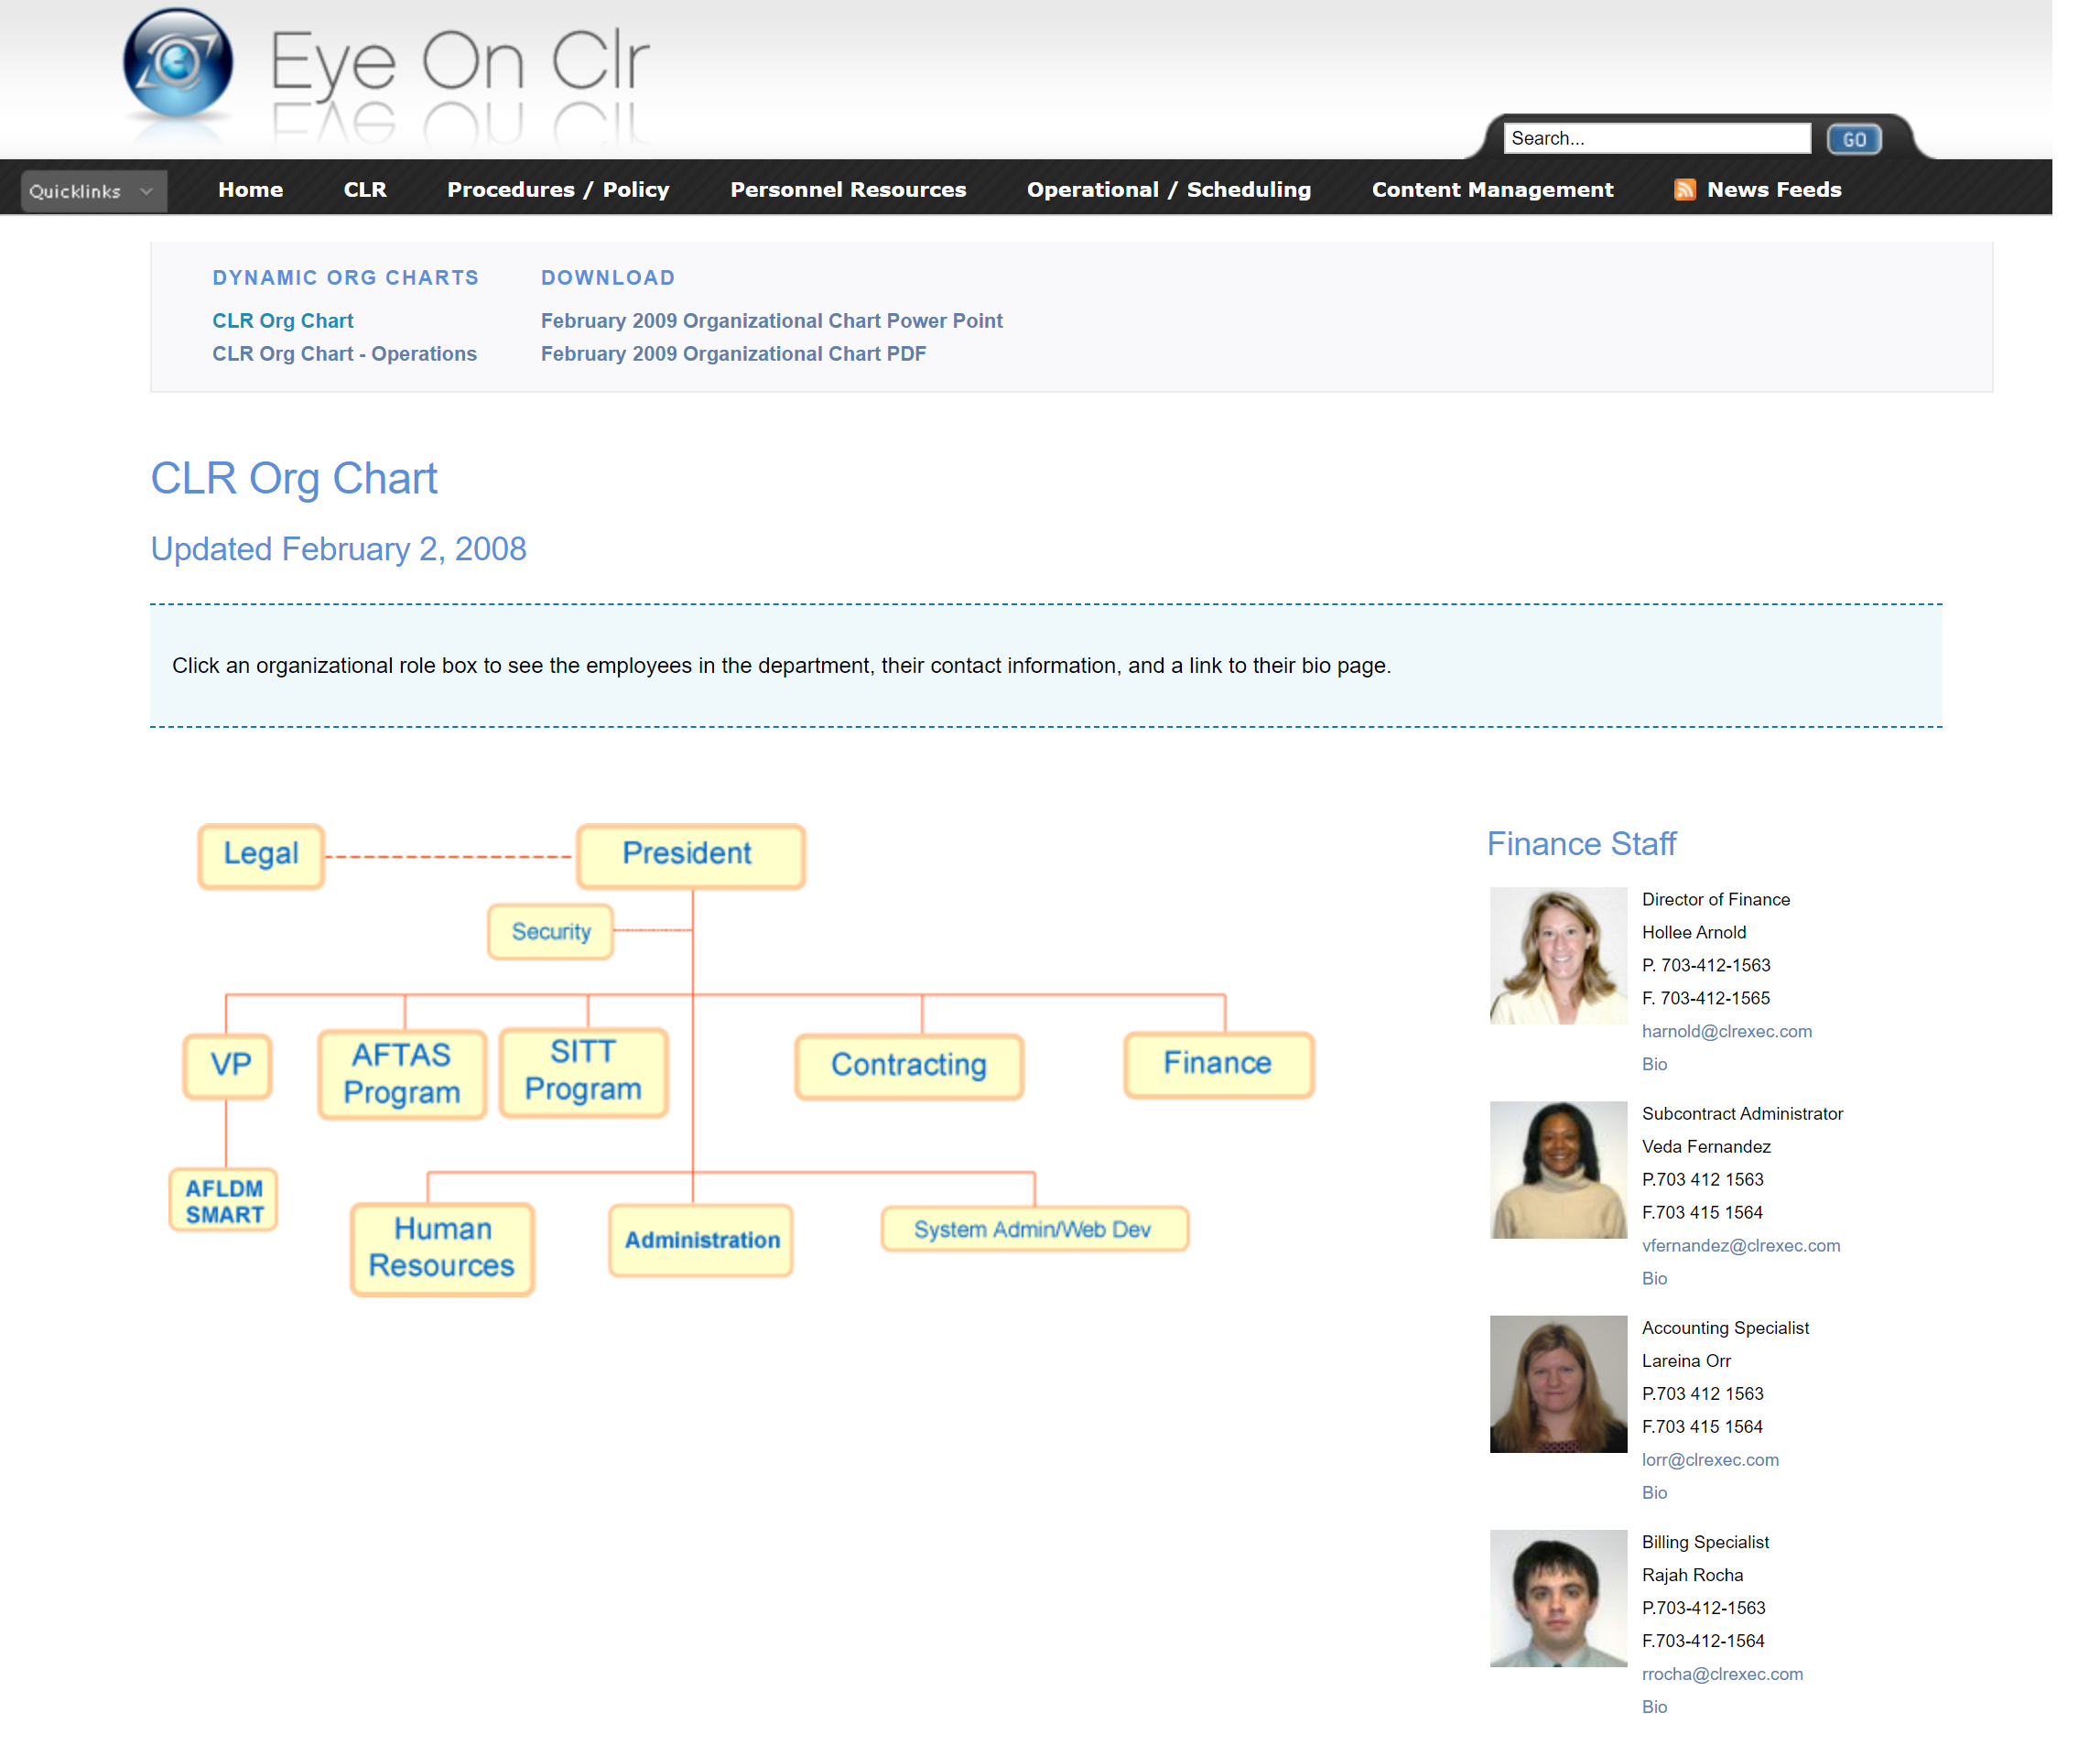 Eye On Clr
Search...
GO
Quicklinks
Home
CLR
Procedures / Policy
Personnel Resources
Operational / Scheduling
Content Management
News Feeds
DYNAMIC ORG CHARTS
CLR Org Chart
CLR Org Chart - Operations
DOWNLOAD
February 2009 Organizational Chart Power Point
February 2009 Organizational Chart PDF
CLR Org Chart
Updated February 2, 2008
Click an organizational role box to see the employees in the department, their contact information, and a link to their bio page.
Legal
President
Security
VP
AFTAS
Program
SITT
Program
Contracting
Finance
AFLDM
SMART
Human
Resources
Administration
System Admin/Web Dev
Finance Staff
Director of Finance
Hollee Arnold
P. 703-412-1563
F. 703-412-1565
harnold@clrexec.com
Bio
Subcontract Administrator
Veda Fernandez
P.703 412 1563
F.703 415 1564
vfernandez@clrexec.com
Bio
Accounting Specialist
Lareina Orr
P.703 412 1563
F.703 415 1564
lorr@clrexec.com
Bio
Billing Specialist
Rajah Rocha
P.703-412-1563
F.703-412-1564
rrocha@clrexec.com
Bio